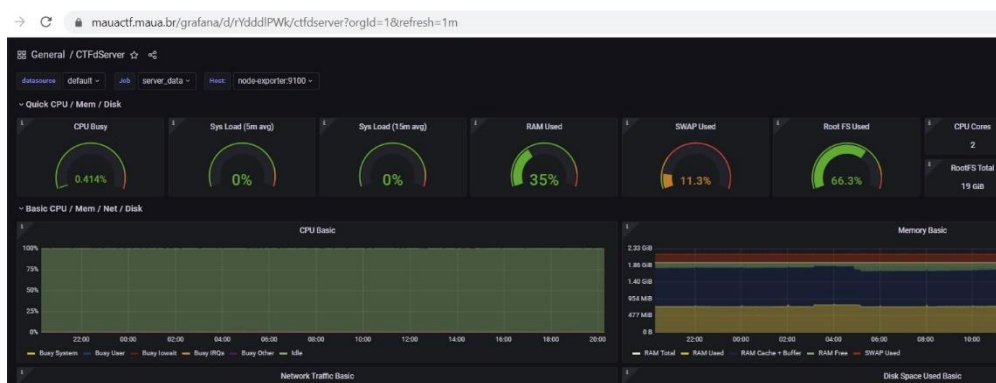 mauactf.maua.br/grafana/d/rYdddlPWk/ctfdserver?orgId=1&refresh=1m
General / CTFdServer
datasource default Job server_data Host: node-exporter:9100
Quick CPU / Mem / Disk
CPU Busy Sys Load (5m avg) Sys Load (15m avg) RAM Used SWAP Used Root FS Used CPU Cores
2
0.414% 0% 0% 35% 11.3% 66.3%
RootFS Total
19 GiB
Basic CPU / Mem / Net / Disk
CPU Basic
100%
75%
50%
25%
0%
22:00 00:00 02:00 04:00 06:00 08:00 10:00 12:00 14:00 16:00 18:00 20:00
Busy System Busy User Busy Iowait Busy IRQs Busy Other Idle
Memory Basic
2.33 GiB
1.86 GiB
1.40 GiB
954 MiB
477 MiB
0 B
22:00 00:00 02:00 04:00 06:00 08:00 10:00
RAM Total RAM Used RAM Cache + Buffer RAM Free SWAP Used
Network Traffic Basic Disk Space Used Basic